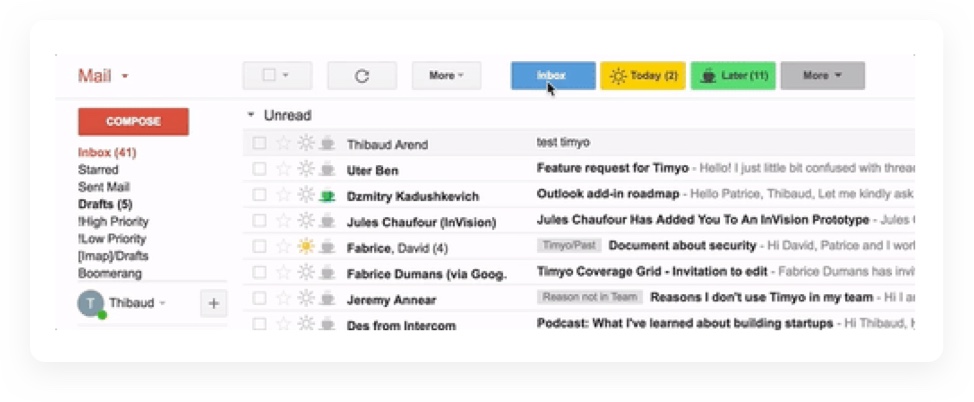 Mail
More
Inbox
Today (2)
Later (11)
More
COMPOSE
Inbox (41)
Starred
Sent Mail
Drafts (5)
!High Priority
!Low Priority
[Imap]/Drafts
Boomerang
T Thibaud +
Unread
Thibaud Arend test timyo
Uter Ben Feature request for Timyo - Hello! I just little bit confused with threa
Dzmitry Kadushkevich Outlook add-in roadmap - Hello Patrice, Thibaud, Let me kindly ask
Jules Chaufour (InVision) Jules Chaufour Has Added You To An InVision Prototype - Jules
Fabrice, David (4) Timyo/Past Document about security - Hi David, Patrice and I
Fabrice Dumans (via Goog. Timyo Coverage Grid - Invitation to edit - Fabrice Dumans has
Jeremy Annear Reason not in Team Reasons I don't use Timyo in my team - Hi I
Des from Intercom Podcast: What I've learned about building startups - Hi Thibaud,